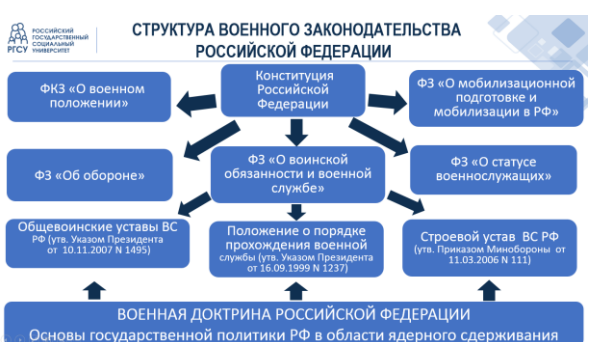 РОССИЙСКИЙ
ГОСУДАРСТВЕННЫЙ
СОЦИАЛЬНЫЙ
УНИВЕРСИТЕТ
РГСУ
СТРУКТУРА ВОЕННОГО ЗАКОНОДАТЕЛЬСТВА
РОССИЙСКОЙ ФЕДЕРАЦИИ
ФКЗ «О военном
положении»
Конституция
Российской
Федерации
ФЗ «О мобилизационной
подготовке и
мобилизации в РФ»
ФЗ «Об обороне»
ФЗ «О воинской
обязанности и военной
службе»
ФЗ «О статусе
военнослужащих»
Общевоинские уставы ВС
РФ (утв. Указом Президента
от 10.11.2007 N 1495)
Положение о порядке
прохождения военной
службы (утв. Указом Президента
от 16.09.1999 N 1237)
Строевой устав ВС РФ
(утв. Приказом Минобороны от
11.03.2006 N 111)
ВОЕННАЯ ДОКТРИНА РОССИЙСКОЙ ФЕДЕРАЦИИ
Основы государственной политики РФ в области ядерного сдерживания